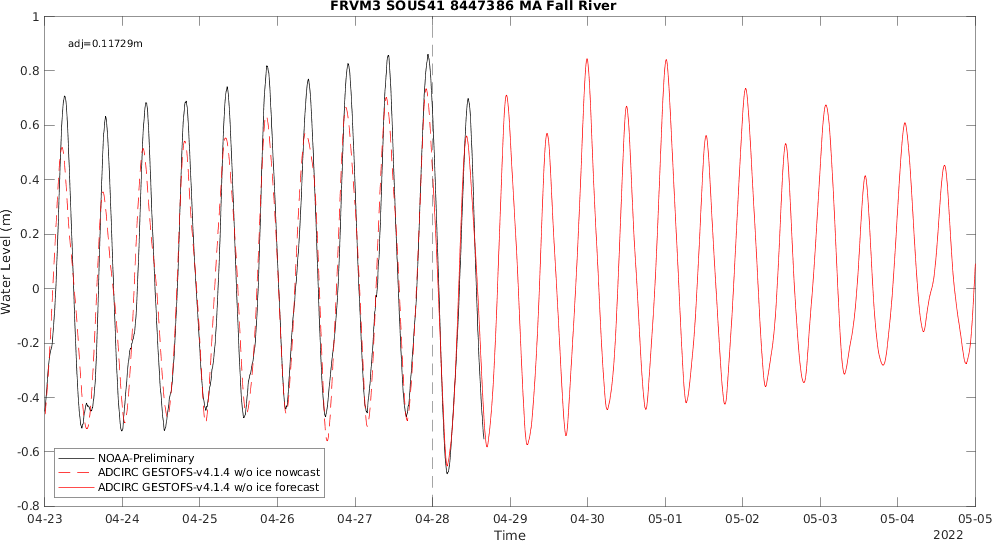 FRVM3 SOUS41 8447386 MA Fall River
adj=0.11729m
1
0.8
0.6
0.4
0.2
0
-0.2
-0.4
-0.6
-0.8
Water Level (m)
NOAA-Preliminary
ADCIRC GESTOFS-v4.1.4 w/o ice nowcast
ADCIRC GESTOFS-v4.1.4 w/o ice forecast
04-23 04-24 04-25 04-26 04-27 04-28 04-29 04-30 05-01 05-02 05-03 05-04 05-05
Time
2022